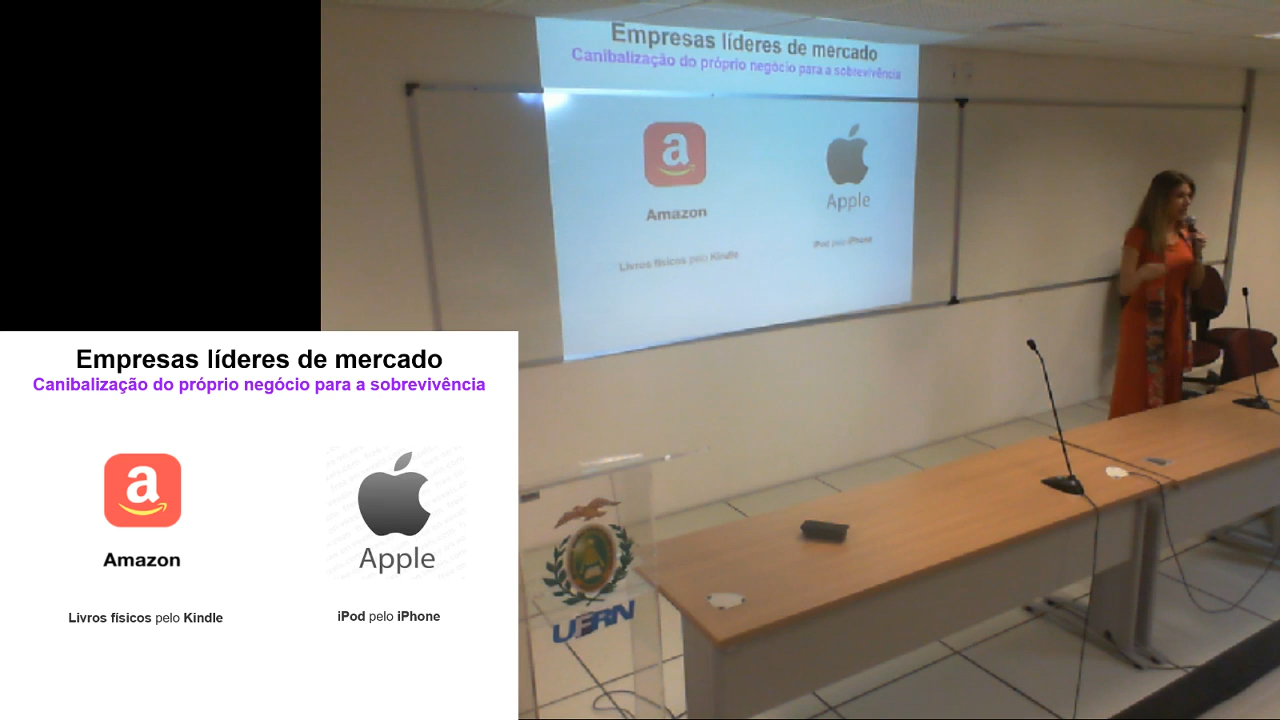 Empresas líderes de mercado
Canibalização do próprio negócio para a sobrevivência
a
Amazon
Apple
Livros físicos pelo Kindle
iPod pelo iPhone
Empresas líderes de mercado
Canibalização do próprio negócio para a sobrevivência
a
Amazon
Apple
Livros físicos pelo Kindle
iPod pelo iPhone
UERN